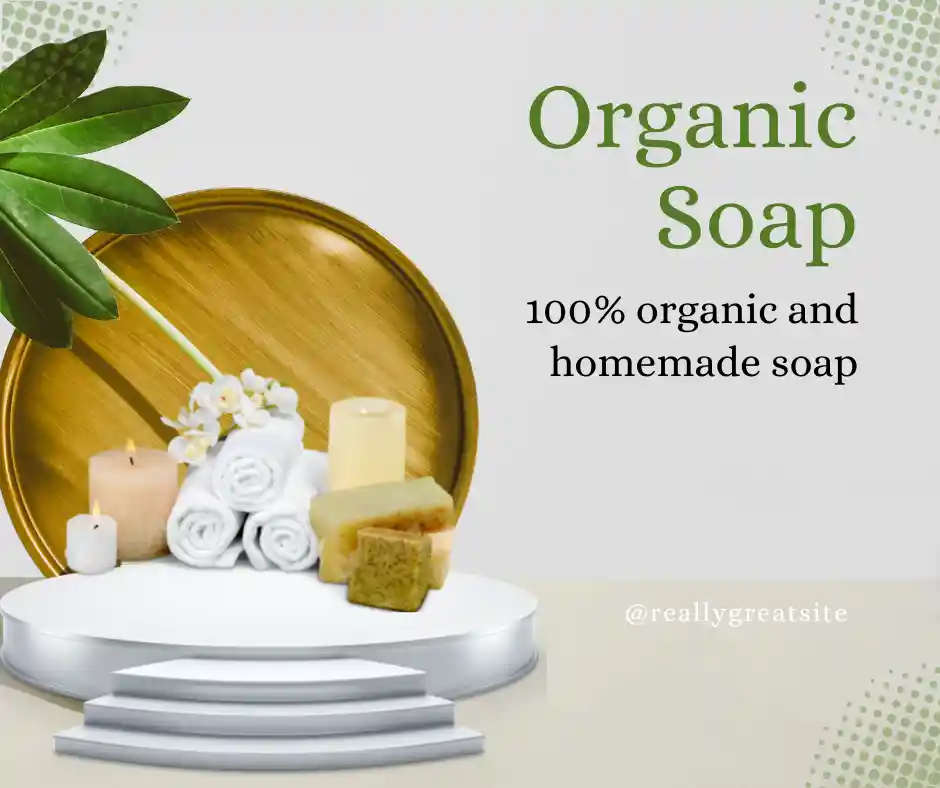 Organic
Soap
100% organic and
homemade soap
@reallygreatsite